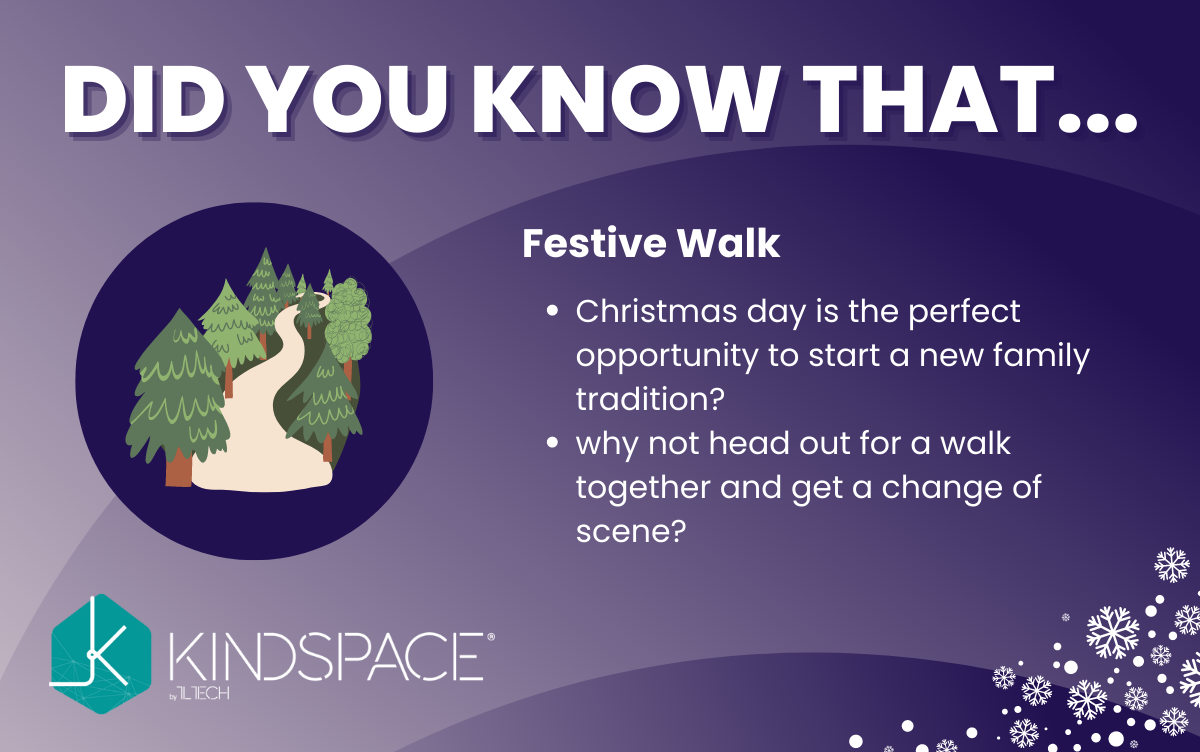 DID YOU KNOW THAT...
Festive Walk
• Christmas day is the perfect
opportunity to start a new family
tradition?
• why not head out for a walk
together and get a change of
scene?
KINDSPACE®
by TLTECH